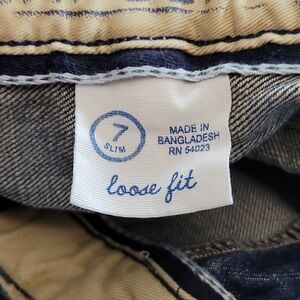 7
SLIM
MADE IN
BANGLADESH
RN 54023
loose fit